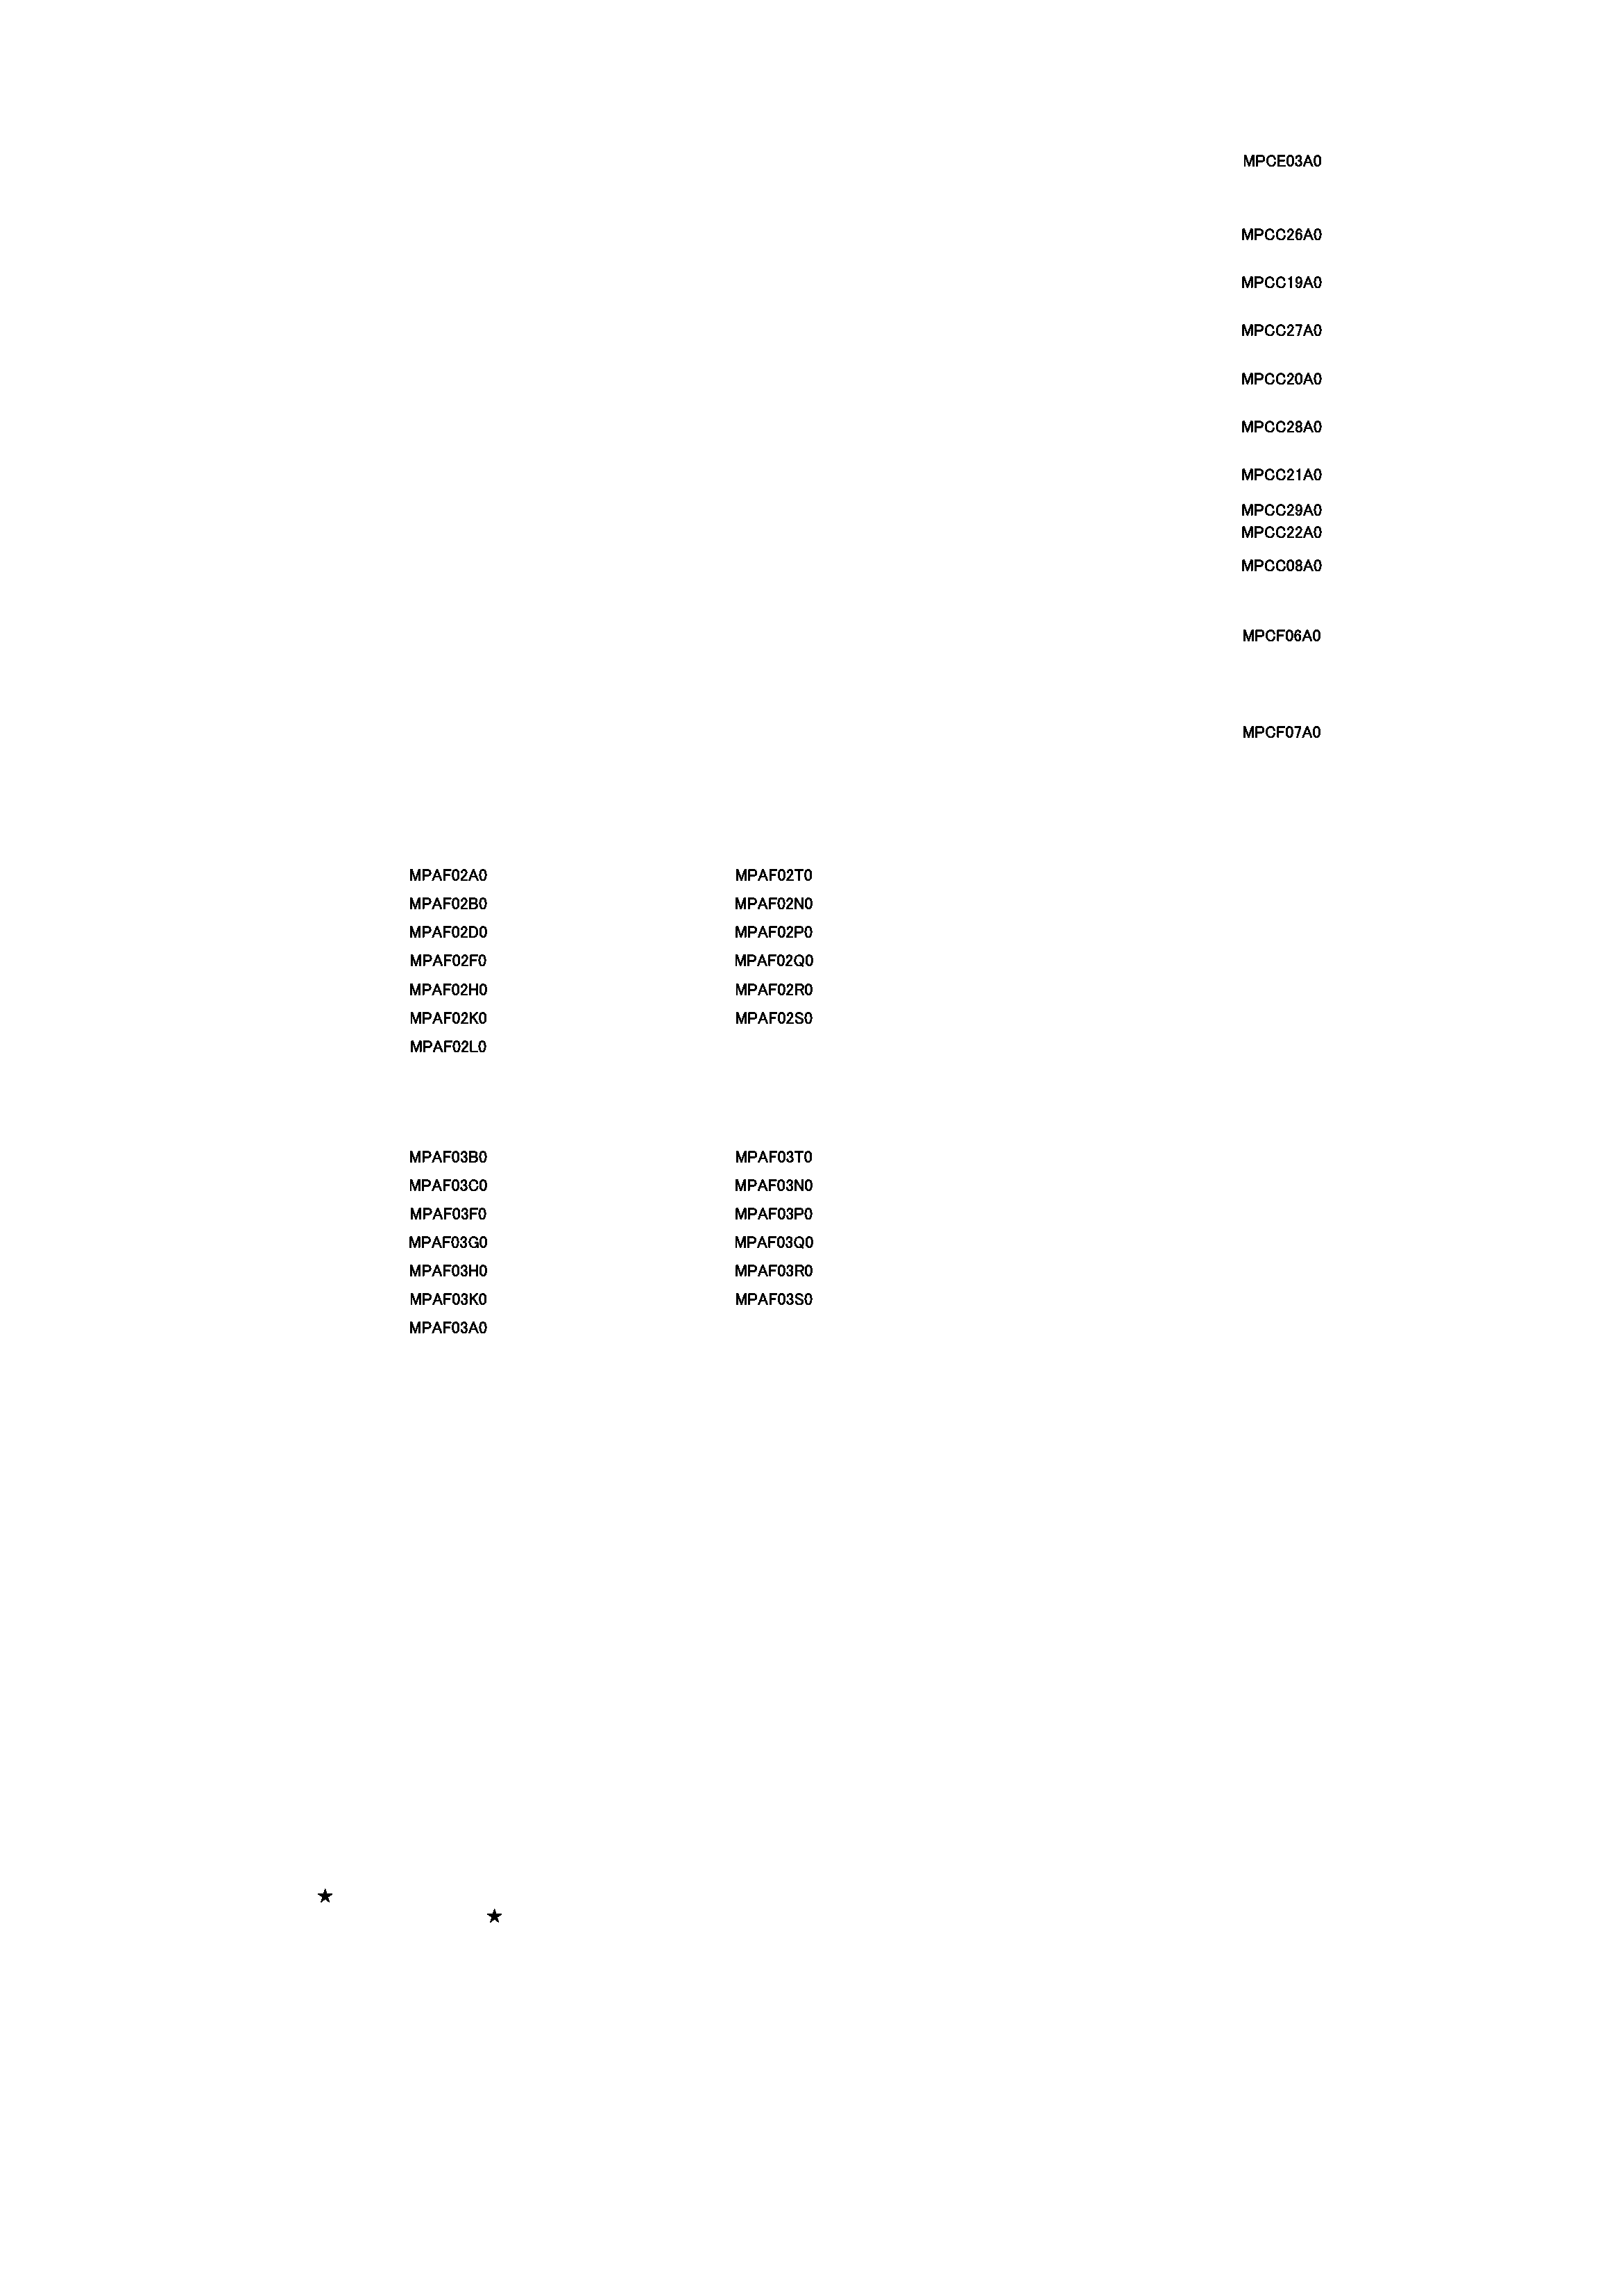 MPCE03A0
MPCC26A0
MPCC19A0
MPCC27A0
MPCC20A0
MPCC28A0
MPCC21A0
MPCC29A0
MPCC22A0
MPCC08A0
MPCF06A0
MPCF07A0
MPAF02A0 MPAF02T0
MPAF02B0 MPAF02N0
MPAF02D0 MPAF02P0
MPAF02F0 MPAF02Q0
MPAF02H0 MPAF02R0
MPAF02K0 MPAF02S0
MPAF02L0
MPAF03B0 MPAF03T0
MPAF03C0 MPAF03N0
MPAF03F0 MPAF03P0
MPAF03G0 MPAF03Q0
MPAF03H0 MPAF03R0
MPAF03K0 MPAF03S0
MPAF03A0
★
★